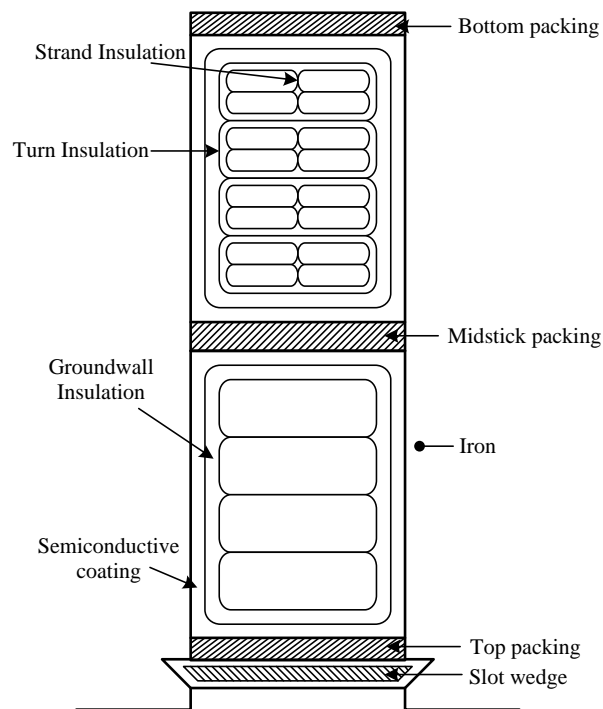 Bottom packing
Strand Insulation
Turn Insulation
Midstick packing
Groundwall
Insulation
Iron
Semiconductive
coating
Top packing
Slot wedge